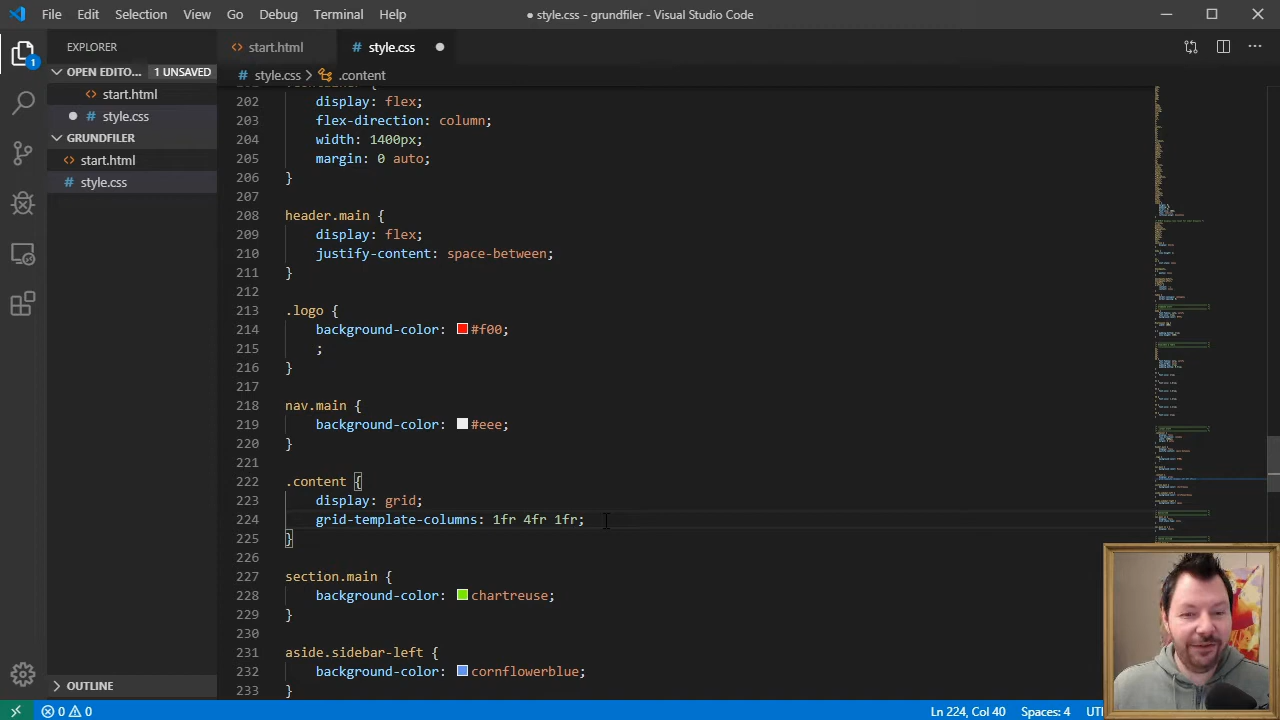 File Edit Selection View Go Debug Terminal Help
● style.css - grundfiler - Visual Studio Code
EXPLORER
OPEN EDITO... 1 UNSAVED
start.html
style.css
GRUNDFILER
start.html
style.css
OUTLINE
1
start.html
style.css
style.css > .content
202 display: flex;
203 flex-direction: column;
204 width: 1400px;
205 margin: 0 auto;
206 }
207
208 header.main {
209 display: flex;
210 justify-content: space-between;
211 }
212
213 .logo {
214 background-color: #f00;
215 ;
216 }
217
218 nav.main {
219 background-color: #eee;
220 }
221
222 .content {
223 display: grid;
224 grid-template-columns: 1fr 4fr 1fr;
225 }
226
227 section.main {
228 background-color: chartreuse;
229 }
230
231 aside.sidebar-left {
232 background-color: cornflowerblue;
233 }
0 0 Ln 224, Col 40 Spaces: 4